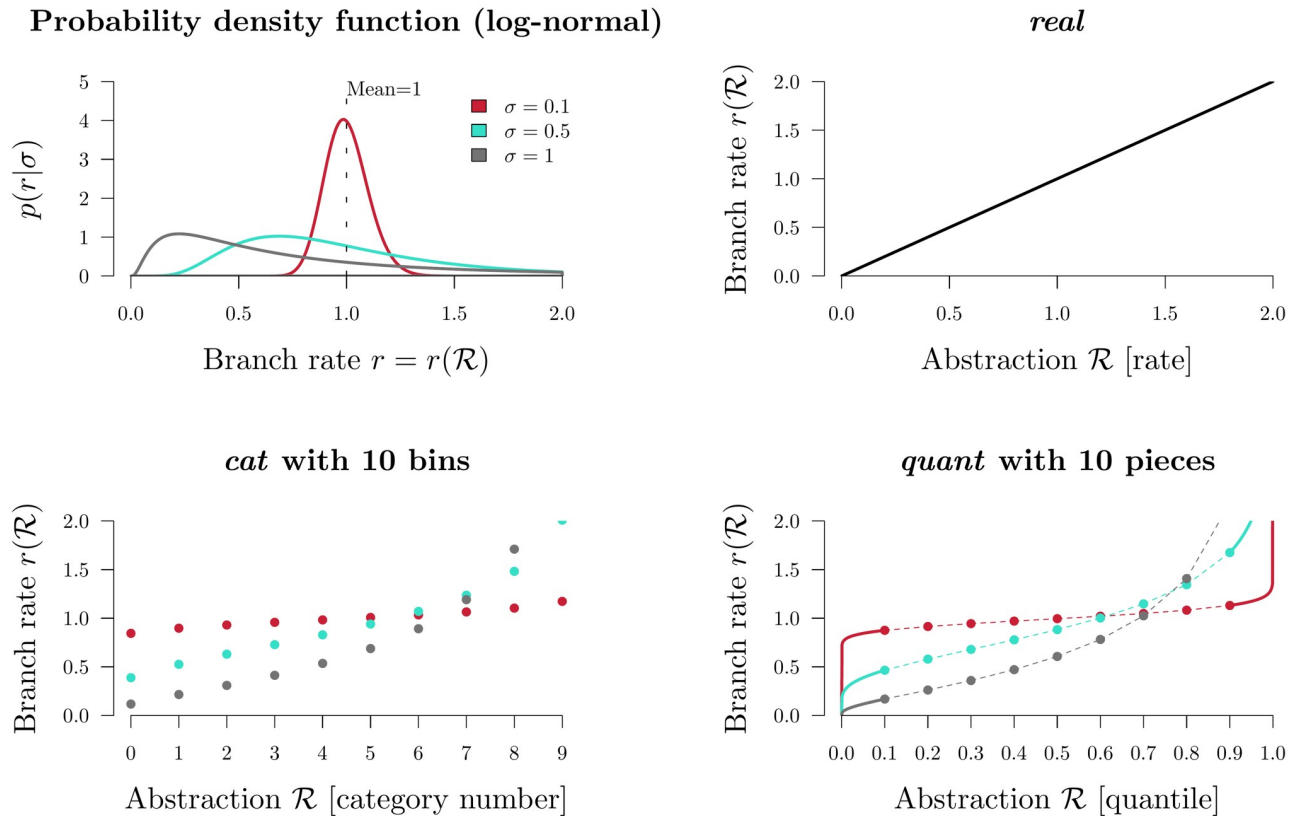 Probability density function (log-normal)
p(r|σ)
5
4
3
2
1
0
Mean=1
σ = 0.1
σ = 0.5
σ = 1
0.0 0.5 1.0 1.5 2.0
Branch rate r = r(ℛ)
real
Branch rate r(ℛ)
2.0
1.5
1.0
0.5
0.0
0.0 0.5 1.0 1.5 2.0
Abstraction ℛ [rate]
cat with 10 bins
Branch rate r(ℛ)
2.0
1.5
1.0
0.5
0.0
0 1 2 3 4 5 6 7 8 9
Abstraction ℛ [category number]
quant with 10 pieces
Branch rate r(ℛ)
2.0
1.5
1.0
0.5
0.0
0.0 0.1 0.2 0.3 0.4 0.5 0.6 0.7 0.8 0.9 1.0
Abstraction ℛ [quantile]